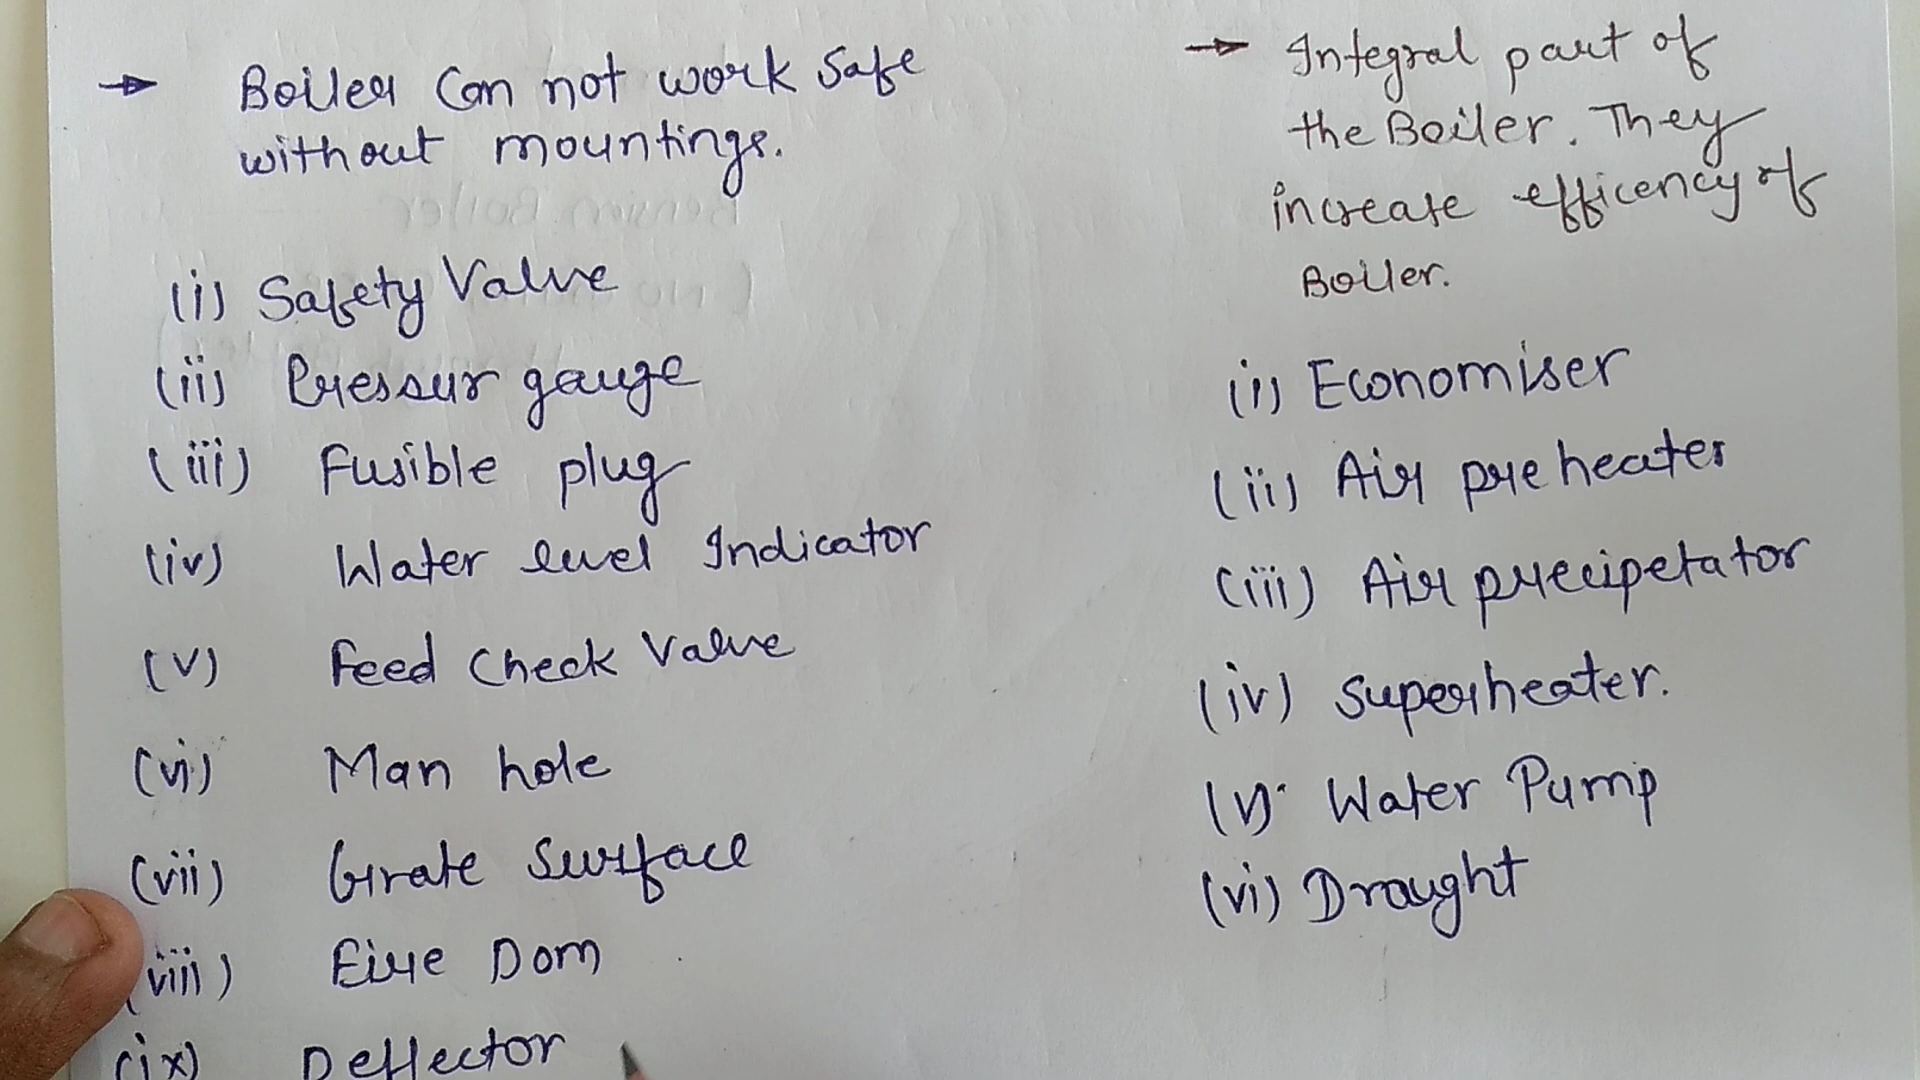 → Boiler Can not work Safe
without mountings.
(i) Safety Valve
(ii) Pressur gauge
(iii) Fusible plug
(iv) Water level Indicator
(v) Feed Check Valve
(vi) Man hole
(vii) Grate Surface
(viii) Fire Dom
(ix) Deflector
→ Integral part of
the Boiler. They
increase efficency of
Boiler.
(i) Economiser
(ii) Air pre heater
(iii) Air precipetator
(iv) Superheater.
(v). Water Pump
(vi) Draught